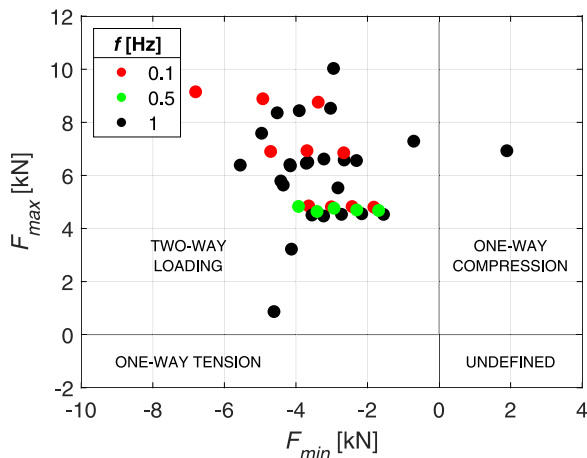 f [Hz]
0.1
0.5
1
12
10
8
6
4
2
0
-2
F_max [kN]
TWO-WAY
LOADING
ONE-WAY
COMPRESSION
ONE-WAY TENSION
UNDEFINED
-10
-8
-6
-4
-2
0
2
4
F_min [kN]